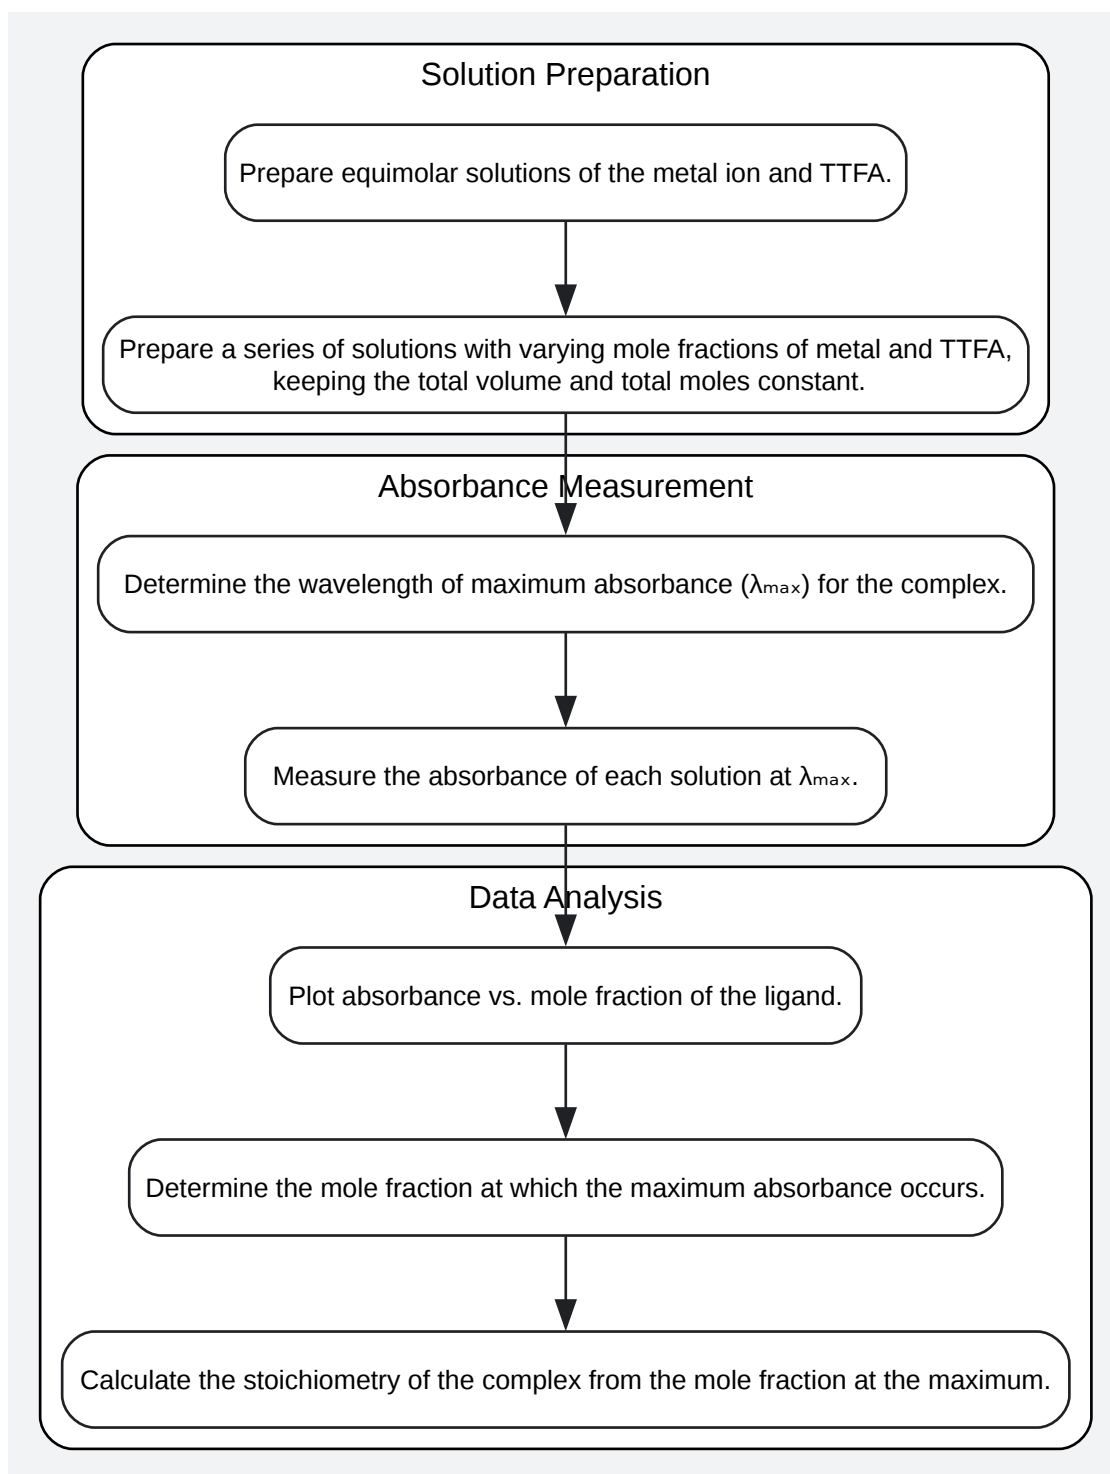 Solution Preparation
Prepare equimolar solutions of the metal ion and TTFA.
Prepare a series of solutions with varying mole fractions of metal and TTFA,
keeping the total volume and total moles constant.
Absorbance Measurement
Determine the wavelength of maximum absorbance (λₘₐₓ) for the complex.
Measure the absorbance of each solution at λₘₐₓ.
Data Analysis
Plot absorbance vs. mole fraction of the ligand.
Determine the mole fraction at which the maximum absorbance occurs.
Calculate the stoichiometry of the complex from the mole fraction at the maximum.